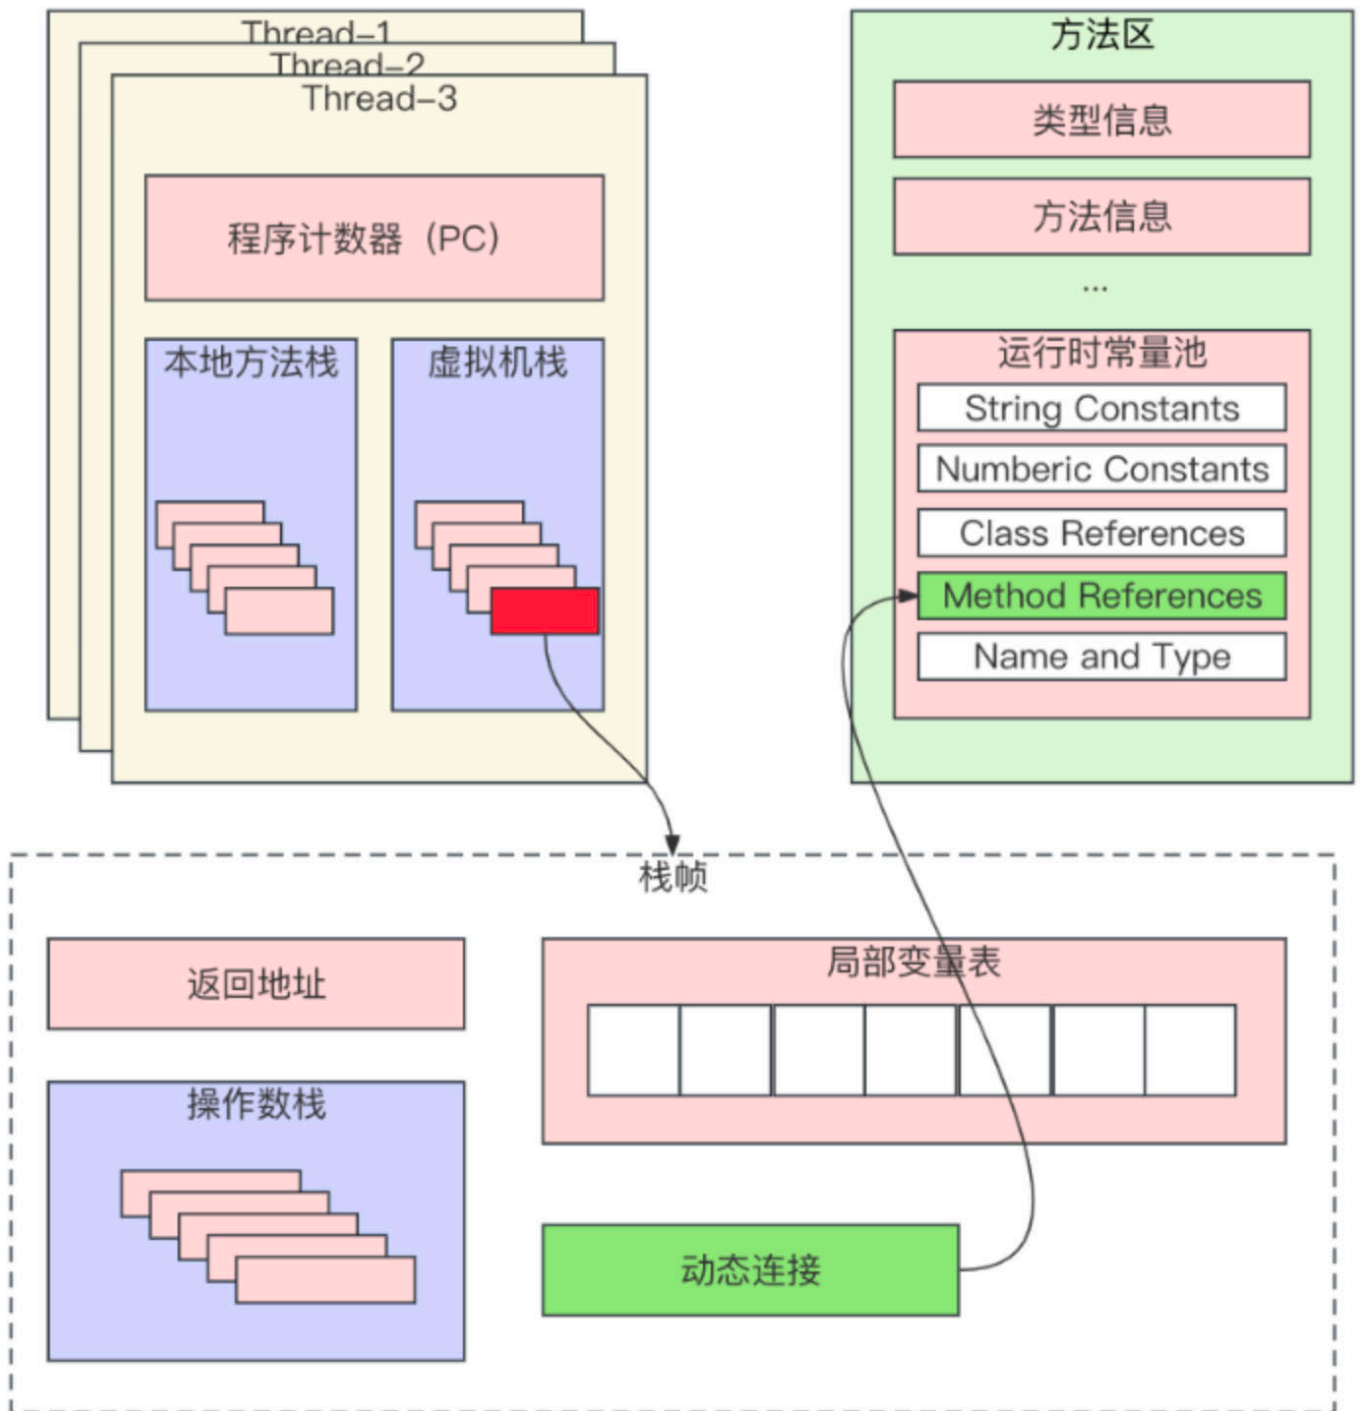 Thread-1
Thread-2
Thread-3
程序计数器（PC）
本地方法栈
虚拟机栈
方法区
类型信息
方法信息
...
运行时常量池
String Constants
Numberic Constants
Class References
Method References
Name and Type
栈帧
返回地址
局部变量表
操作数栈
动态连接